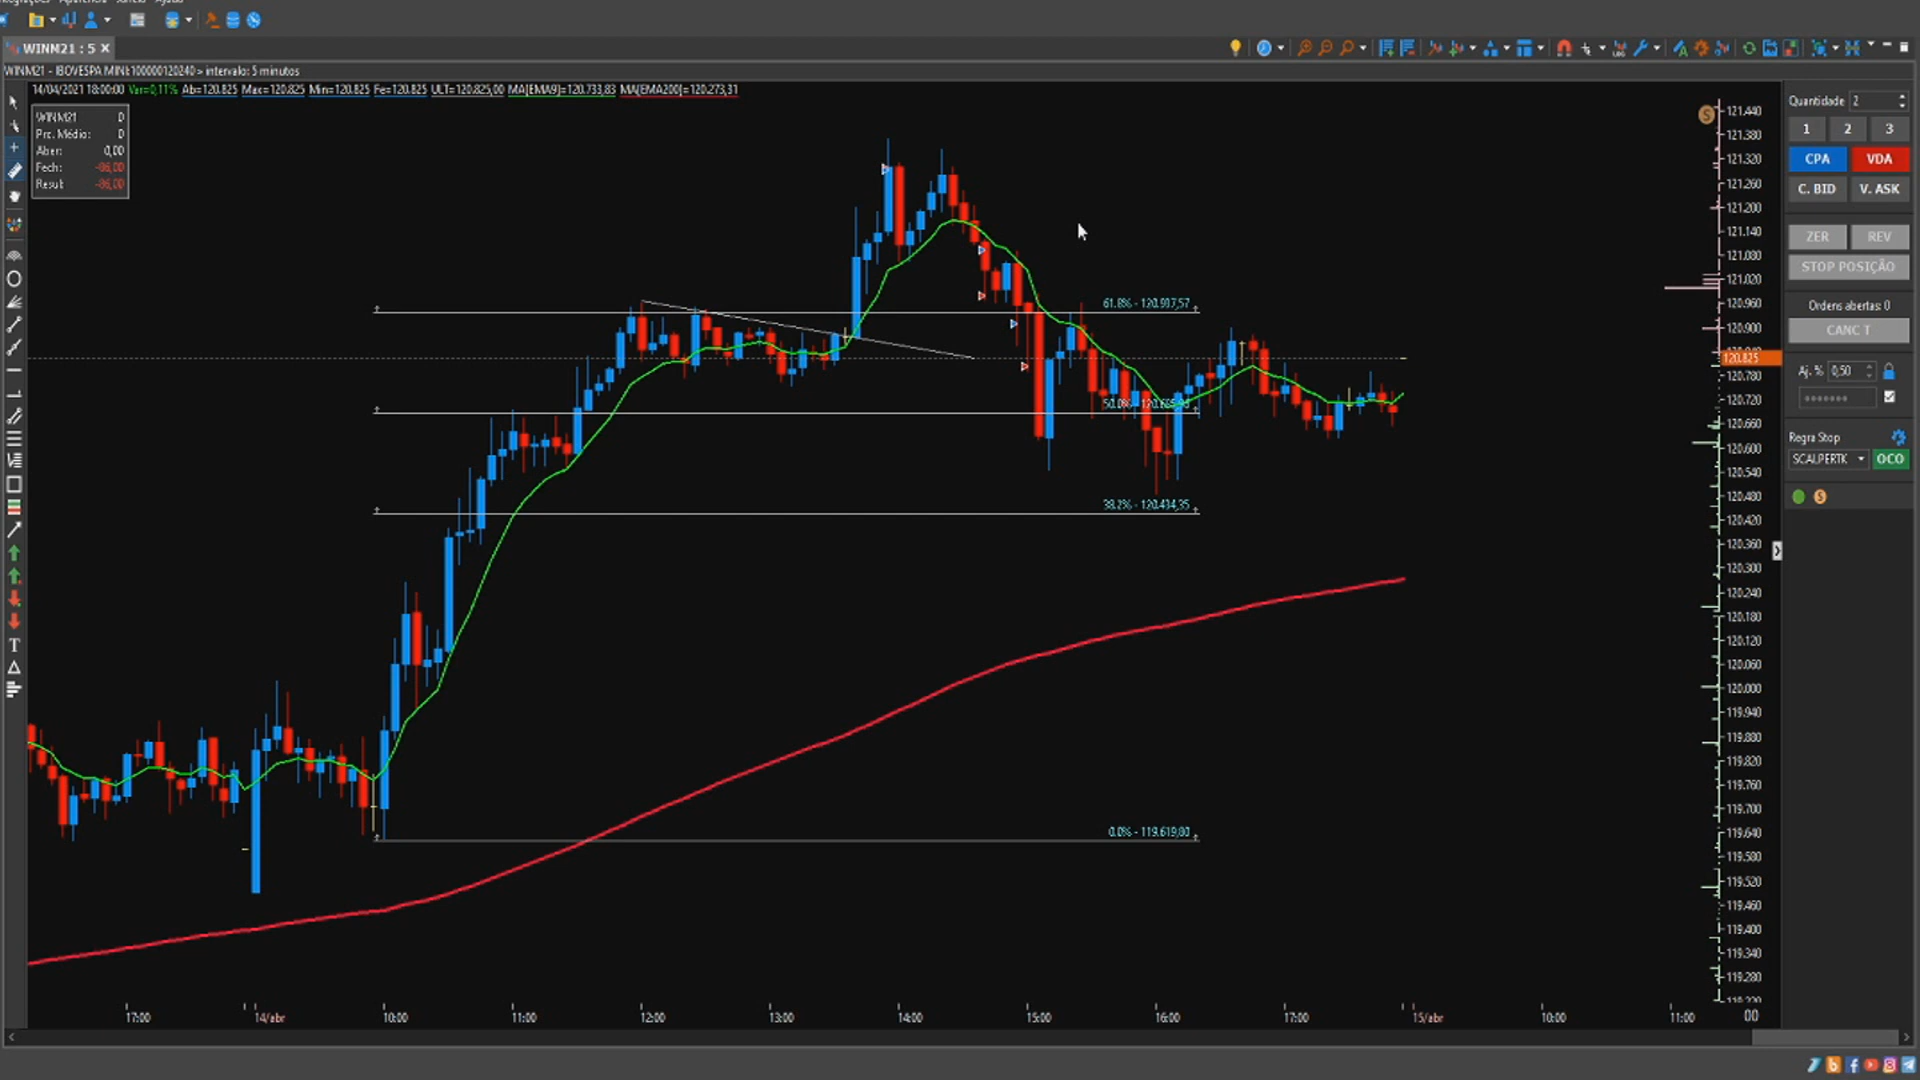 WINM21 : 5
WINM21 - IBOVESPA MINI:100000120240 > intervalo: 5 minutos
14/04/2021 18:00:00 Var=0,11% Ab=120.825 Max=120.825 Min=120.825 Fe=120.825 ULT=120.825,00 MA[EMA9]=120.733,83 MA[EMA200]=120.273,31
WINM21 0
Prc. Médio: 0
Aber: 0,00
Fech: -86,00
Result: -86,00
61.8% - 120.937,57
38.2% - 120.434,35
0.0% - 119.619,80
121.440
121.380
121.320
121.260
121.200
121.140
121.080
121.020
120.960
120.900
120.825
120.780
120.720
120.660
120.600
120.540
120.480
120.420
120.360
120.300
120.240
120.180
120.120
120.060
120.000
119.940
119.880
119.820
119.760
119.700
119.640
119.580
119.520
119.460
119.400
119.340
119.280
17:00 14/abr 10:00 11:00 12:00 13:00 14:00 15:00 16:00 17:00 15/abr 10:00 11:00 00
Quantidade 2
1 2 3
CPA VDA
C. BID V. ASK
ZER REV
STOP POSIÇÃO
Ordens abertas: 0
CANC T
Aj. % 0,50
Regra Stop
SCALPERTK OCO